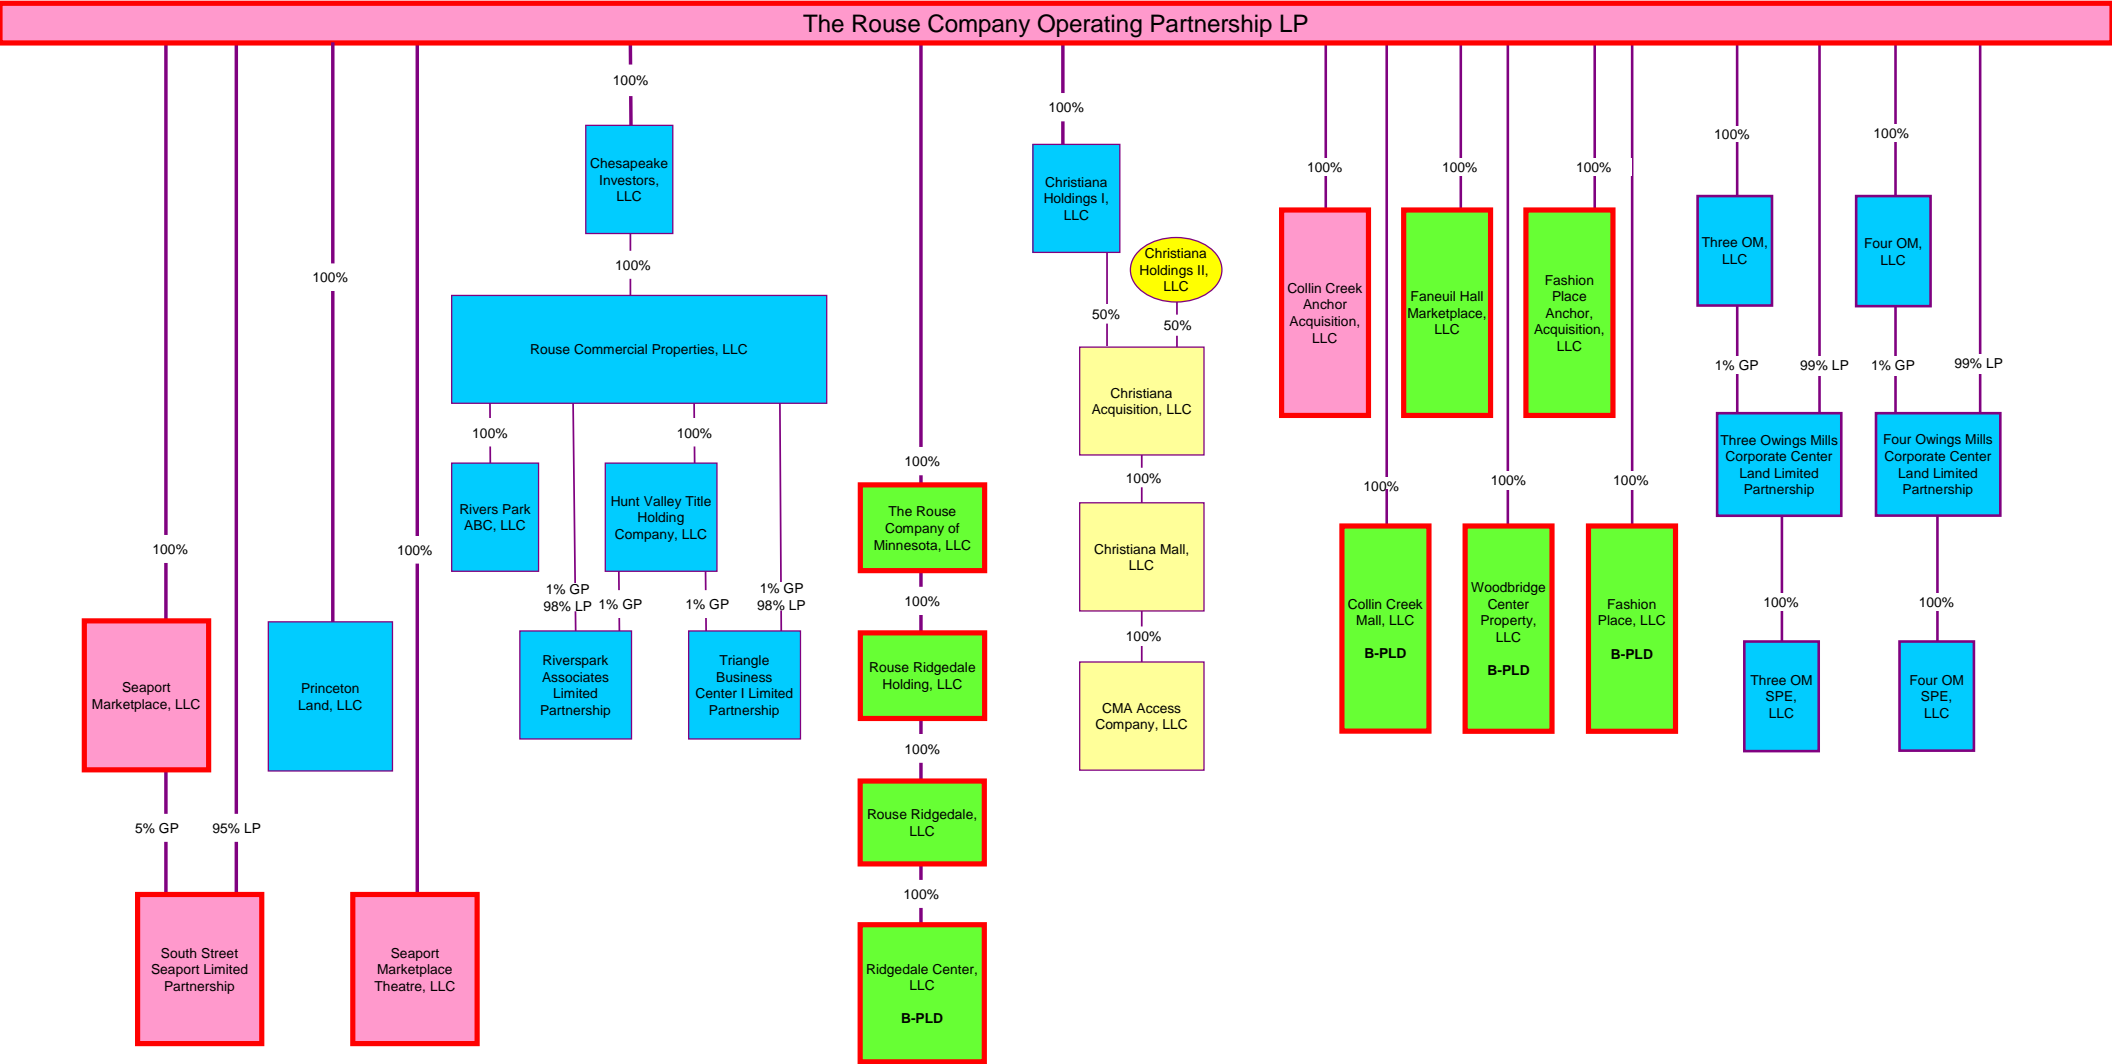 The Rouse Company Operating Partnership LP
100%
Seaport
Marketplace, LLC
5% GP
95% LP
South Street
Seaport Limited
Partnership
100%
Princeton
Land, LLC
100%
Seaport
Marketplace
Theatre, LLC
100%
Chesapeake
Investors,
LLC
100%
Rouse Commercial Properties, LLC
100%
Rivers Park
ABC, LLC
100%
Hunt Valley Title
Holding
Company, LLC
1% GP
98% LP
1% GP
Riverspark
Associates
Limited
Partnership
1% GP
1% GP
98% LP
Triangle
Business
Center I Limited
Partnership
100%
The Rouse
Company of
Minnesota, LLC
100%
Rouse Ridgedale
Holding, LLC
100%
Rouse Ridgedale,
LLC
100%
Ridgedale Center,
LLC
B-PLD
100%
Christiana
Holdings I,
LLC
Christiana
Holdings II,
LLC
50%
50%
Christiana
Acquisition, LLC
100%
Christiana Mall,
LLC
100%
CMA Access
Company, LLC
100%
Collin Creek
Anchor
Acquisition,
LLC
100%
Faneuil Hall
Marketplace,
LLC
100%
Fashion
Place
Anchor,
Acquisition,
LLC
100%
Collin Creek
Mall, LLC
B-PLD
100%
Woodbridge
Center
Property,
LLC
B-PLD
100%
Fashion
Place, LLC
B-PLD
100%
Three OM,
LLC
1% GP
99% LP
Three Owings Mills
Corporate Center
Land Limited
Partnership
100%
Three OM
SPE,
LLC
100%
Four OM,
LLC
1% GP
99% LP
Four Owings Mills
Corporate Center
Land Limited
Partnership
100%
Four OM
SPE,
LLC